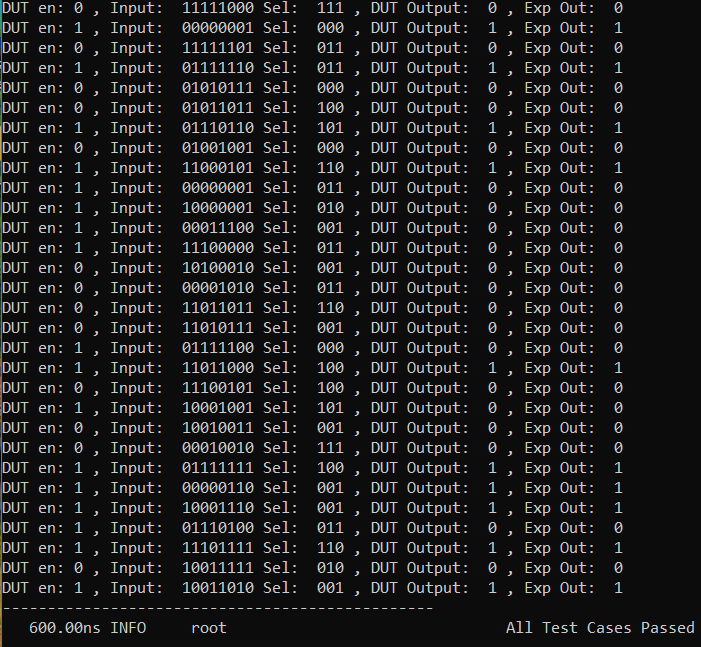 DUT en: 0 , Input:  11111000 Sel:  111 , DUT Output:  0 , Exp Out:  0
DUT en: 1 , Input:  00000001 Sel:  000 , DUT Output:  1 , Exp Out:  1
DUT en: 0 , Input:  11111101 Sel:  011 , DUT Output:  0 , Exp Out:  0
DUT en: 1 , Input:  01111110 Sel:  011 , DUT Output:  1 , Exp Out:  1
DUT en: 0 , Input:  01010111 Sel:  000 , DUT Output:  0 , Exp Out:  0
DUT en: 0 , Input:  01011011 Sel:  100 , DUT Output:  0 , Exp Out:  0
DUT en: 1 , Input:  01110110 Sel:  101 , DUT Output:  1 , Exp Out:  1
DUT en: 0 , Input:  01001001 Sel:  000 , DUT Output:  0 , Exp Out:  0
DUT en: 1 , Input:  11000101 Sel:  110 , DUT Output:  1 , Exp Out:  1
DUT en: 1 , Input:  00000001 Sel:  011 , DUT Output:  0 , Exp Out:  0
DUT en: 1 , Input:  10000001 Sel:  010 , DUT Output:  0 , Exp Out:  0
DUT en: 1 , Input:  00011100 Sel:  001 , DUT Output:  0 , Exp Out:  0
DUT en: 1 , Input:  11100000 Sel:  011 , DUT Output:  0 , Exp Out:  0
DUT en: 0 , Input:  10100010 Sel:  001 , DUT Output:  0 , Exp Out:  0
DUT en: 0 , Input:  00001010 Sel:  011 , DUT Output:  0 , Exp Out:  0
DUT en: 0 , Input:  11011011 Sel:  110 , DUT Output:  0 , Exp Out:  0
DUT en: 0 , Input:  11010111 Sel:  001 , DUT Output:  0 , Exp Out:  0
DUT en: 1 , Input:  01111100 Sel:  000 , DUT Output:  0 , Exp Out:  0
DUT en: 1 , Input:  11011000 Sel:  100 , DUT Output:  1 , Exp Out:  1
DUT en: 0 , Input:  11100101 Sel:  100 , DUT Output:  0 , Exp Out:  0
DUT en: 1 , Input:  10001001 Sel:  101 , DUT Output:  0 , Exp Out:  0
DUT en: 0 , Input:  10010011 Sel:  001 , DUT Output:  0 , Exp Out:  0
DUT en: 0 , Input:  00010010 Sel:  111 , DUT Output:  0 , Exp Out:  0
DUT en: 1 , Input:  01111111 Sel:  100 , DUT Output:  1 , Exp Out:  1
DUT en: 1 , Input:  00000110 Sel:  001 , DUT Output:  1 , Exp Out:  1
DUT en: 1 , Input:  10001110 Sel:  001 , DUT Output:  1 , Exp Out:  1
DUT en: 1 , Input:  01110100 Sel:  011 , DUT Output:  0 , Exp Out:  0
DUT en: 1 , Input:  11101111 Sel:  110 , DUT Output:  1 , Exp Out:  1
DUT en: 0 , Input:  10011111 Sel:  010 , DUT Output:  0 , Exp Out:  0
DUT en: 1 , Input:  10011010 Sel:  001 , DUT Output:  1 , Exp Out:  1
------------------------------------------------
   600.00ns INFO     root                               All Test Cases Passed